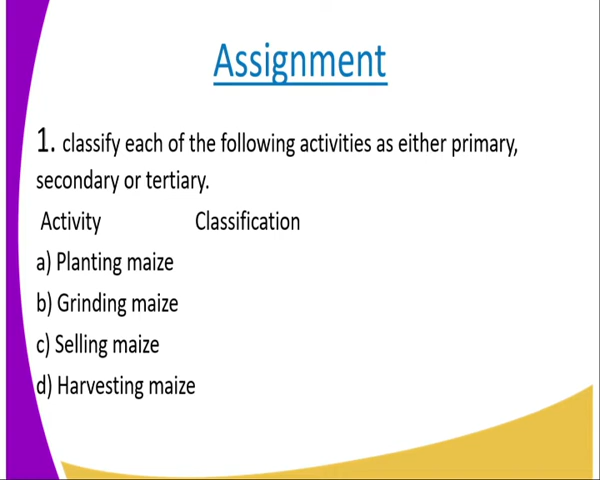 Assignment
1. classify each of the following activities as either primary,
secondary or tertiary.
Activity Classification
a) Planting maize
b) Grinding maize
c) Selling maize
d) Harvesting maize